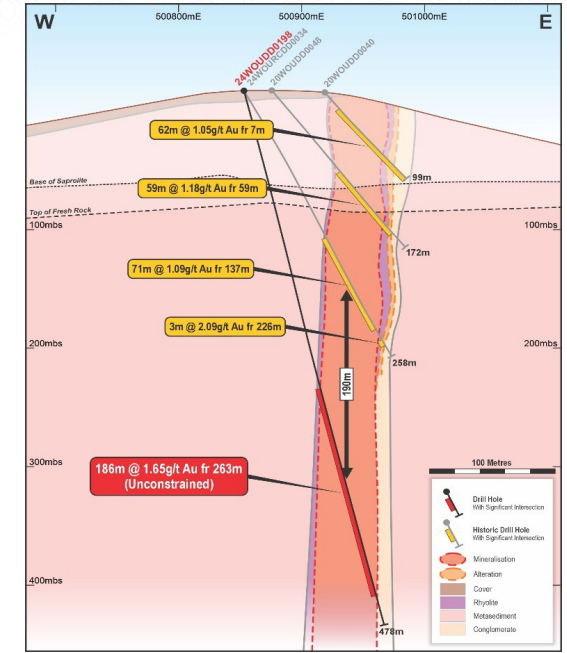 W
500800mE
500900mE
501000mE
E
24WOUDD0198
24WOURCDD0034
20WOUDD0048
20WOUDD0040
62m @ 1.05g/t Au fr 7m
99m
Base of Saprolite
59m @ 1.18g/t Au fr 59m
Top of Fresh Rock
100mbs
100mbs
172m
71m @ 1.09g/t Au fr 137m
3m @ 2.09g/t Au fr 226m
200mbs
200mbs
258m
190m
186m @ 1.65g/t Au fr 263m
(Unconstrained)
300mbs
400mbs
478m
100 Metres
Drill Hole
With Significant Intersection
Historic Drill Hole
With Significant Intersection
Mineralisation
Alteration
Cover
Rhyolite
Metasediment
Conglomerate